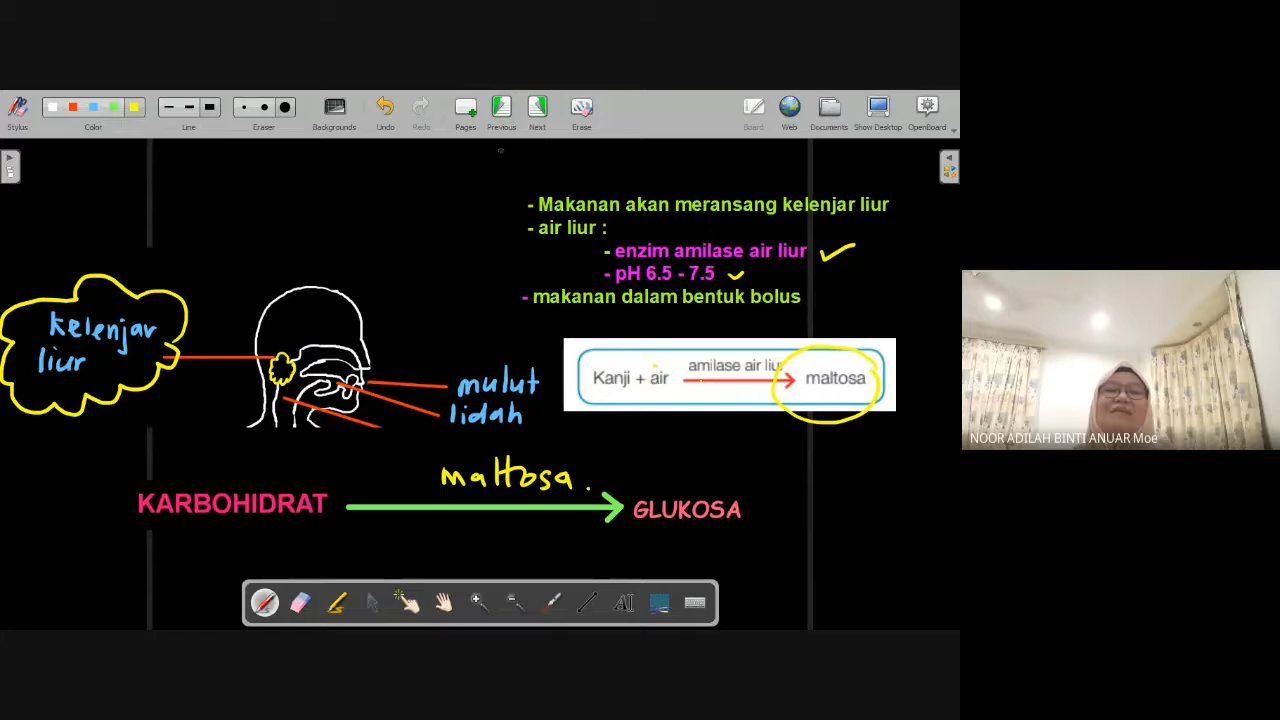 Stylus
Color
Line
Eraser
Backgrounds
Undo
Redo
Pages
Previous
Next
Erase
Board
Web
Documents
Show Desktop
OpenBoard
- Makanan akan meransang kelenjar liur
- air liur :
- enzim amilase air liur
- pH 6.5 - 7.5
- makanan dalam bentuk bolus
kelenjar
liur
mulut
lidah
amilase air liur
Kanji + air
maltosa
maltosa.
KARBOHIDRAT
GLUKOSA
AI
NOOR ADILAH BINTI ANUAR Moe